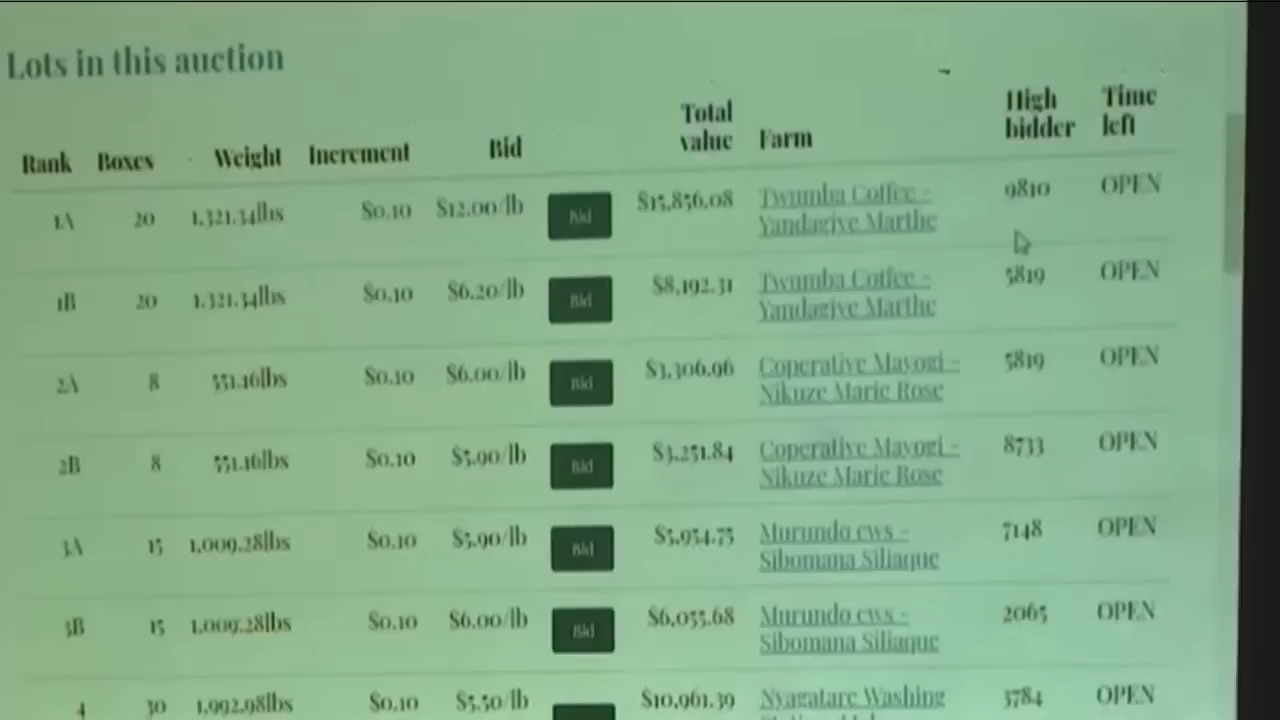 Lots in this auction
Rank Boxes Weight Increment Bid Total value Farm High bidder Time left
1A 20 1,321.34lbs $0.10 $12.00/lb Bid $15,856.08 Twumba Coffee - Yandagiye Marthe 9810 OPEN
1B 20 1,321.34lbs $0.10 $6.20/lb Bid $8,192.31 Twumba Coffee - Yandagiye Marthe 5819 OPEN
2A 8 551.16lbs $0.10 $6.00/lb Bid $3,306.96 Coperative Mayogi - Nikuze Marie Rose 5819 OPEN
2B 8 551.16lbs $0.10 $5.90/lb Bid $3,251.84 Coperative Mayogi - Nikuze Marie Rose 8733 OPEN
3A 15 1,009.28lbs $0.10 $5.90/lb Bid $5,954.75 Murundo cws - Sibomana Siliaque 7148 OPEN
3B 15 1,009.28lbs $0.10 $6.00/lb Bid $6,055.68 Murundo cws - Sibomana Siliaque 2065 OPEN
4 30 1,992.98lbs $0.10 $5.50/lb $10,961.39 Nyagatare Washing 3784 OPEN